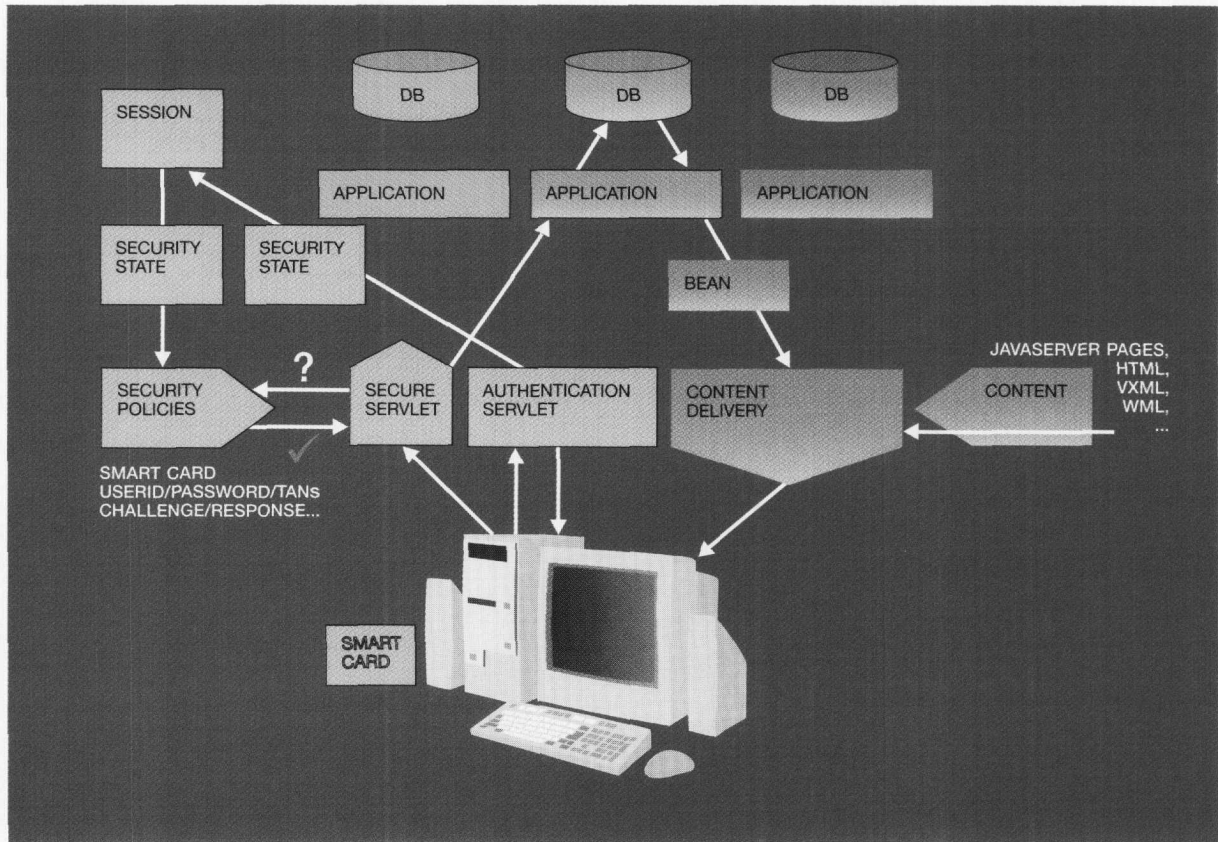 DB
DB
DB
SESSION
APPLICATION
APPLICATION
APPLICATION
SECURITY
STATE
SECURITY
STATE
BEAN
JAVASERVER PAGES,
HTML,
VXML,
WML,
...
?
SECURITY
POLICIES
SECURE
SERVLET
AUTHENTICATION
SERVLET
CONTENT
DELIVERY
CONTENT
SMART CARD
USERID/PASSWORD/TANs
CHALLENGE/RESPONSE...
SMART
CARD